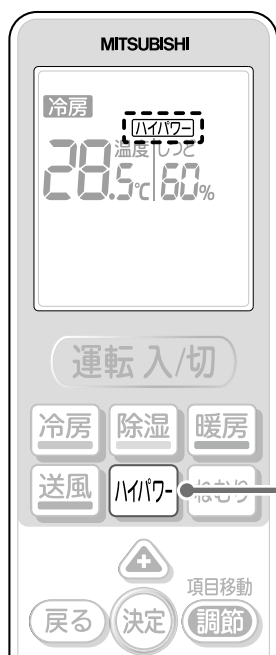 MITSUBISHI
冷房
ハイパワー
温度 しつど
28.5℃ 60%
運転 入/切
冷房 除湿 暖房
送風 ハイパワー ねむり
項目移動
戻る 決定 調節